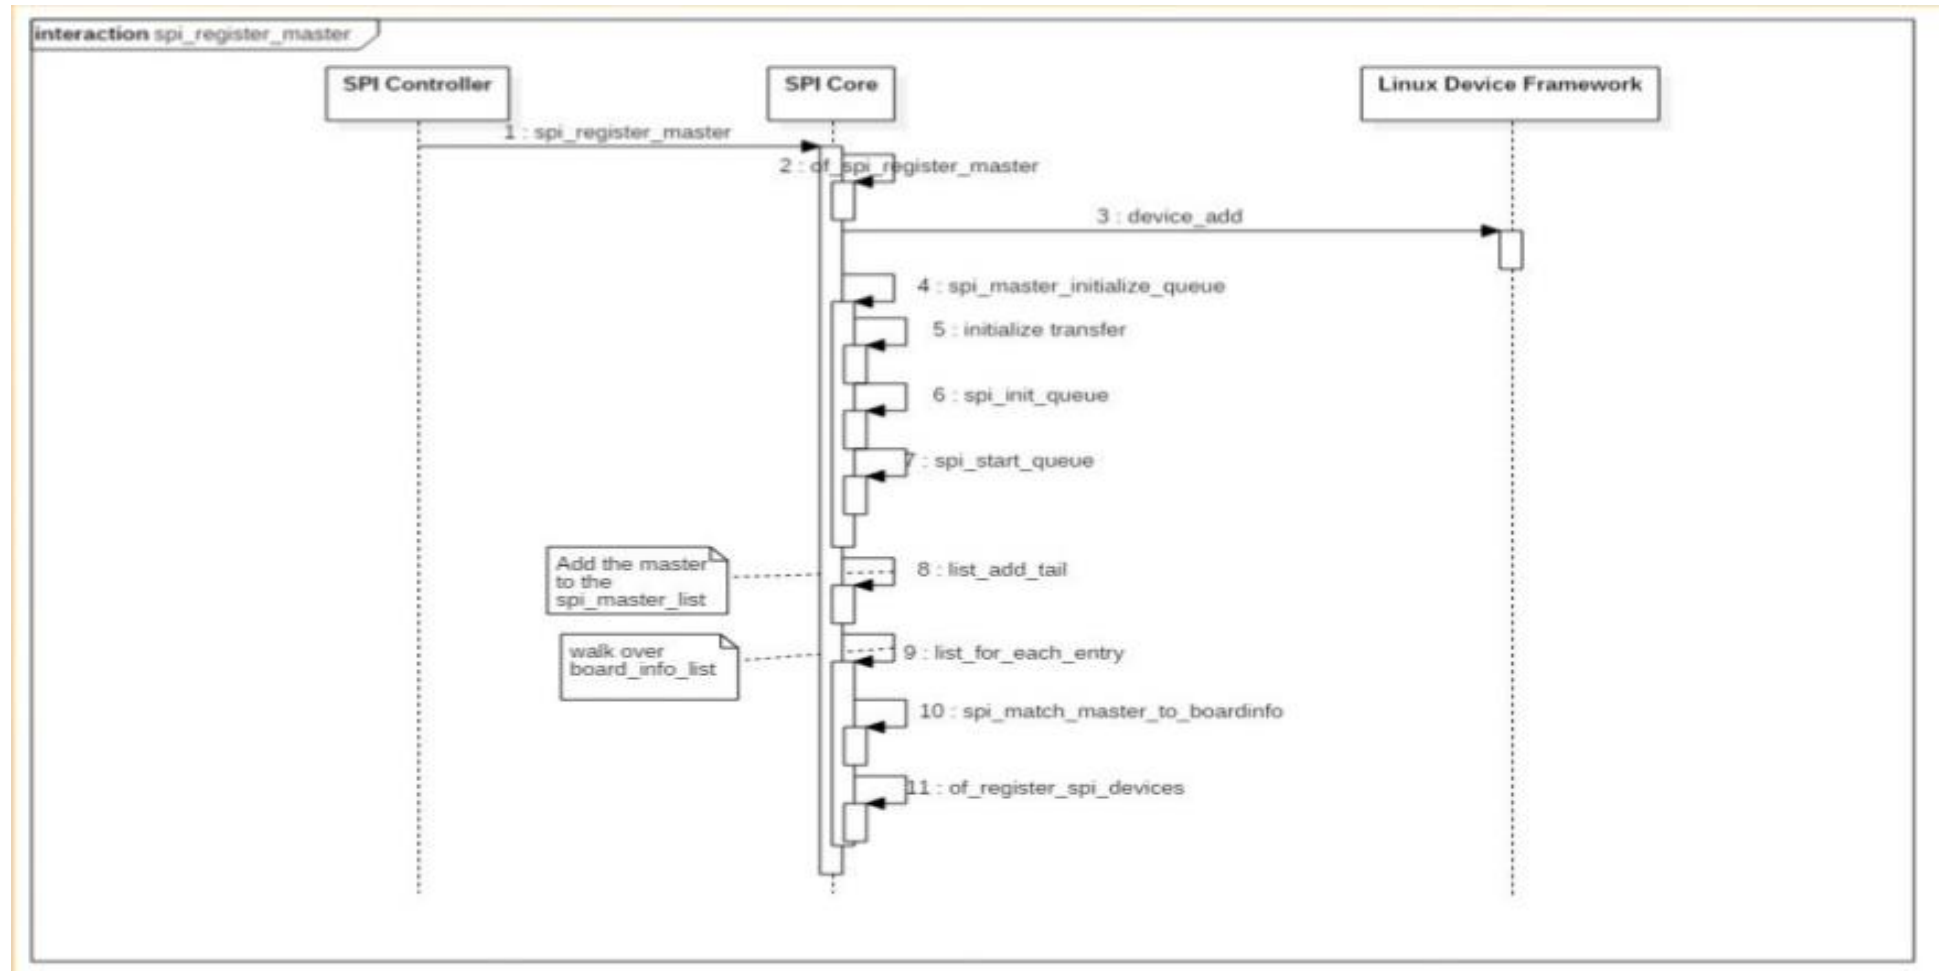 interaction spi_register_master
SPI Controller
SPI Core
Linux Device Framework
1 : spi_register_master
2 : of_spi_register_master
3 : device_add
4 : spi_master_initialize_queue
5 : initialize transfer
6 : spi_init_queue
7 : spi_start_queue
Add the master
to the
spi_master_list
8 : list_add_tail
walk over
board_info_list
9 : list_for_each_entry
10 : spi_match_master_to_boardinfo
11 : of_register_spi_devices